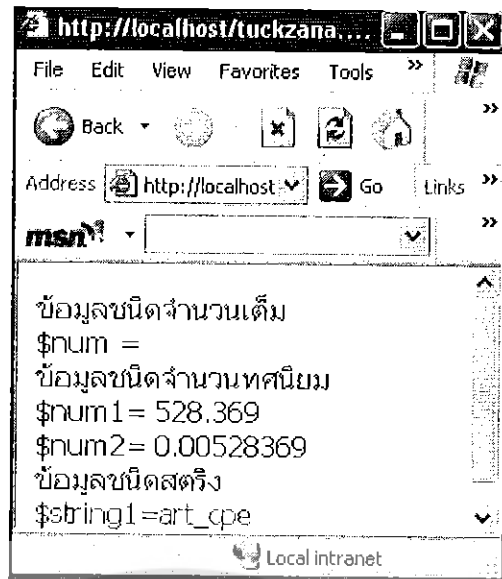 http://localhost/tuckzana....
File Edit View Favorites Tools »
Back »
Address http://localhost Go Links »
msn »
ข้อมูลชนิดจำนวนเต็ม
$num =
ข้อมูลชนิดจำนวนทศนิยม
$num1= 528.369
$num2= 0.00528369
ข้อมูลชนิดสตริง
$string1=art_cpe
Local intranet